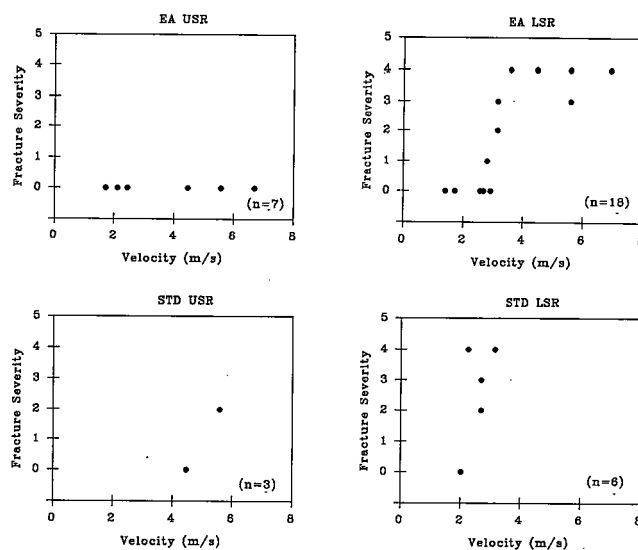 EA USR
5
4
3
2
1
0
Fracture Severity
(n=7)
0 2 4 6 8
Velocity (m/s)
EA LSR
5
4
3
2
1
0
Fracture Severity
(n=18)
0 2 4 6 8
Velocity (m/s)
STD USR
5
4
3
2
1
0
Fracture Severity
(n=3)
0 2 4 6 8
Velocity (m/s)
STD LSR
5
4
3
2
1
0
Fracture Severity
(n=6)
0 2 4 6 8
Velocity (m/s)